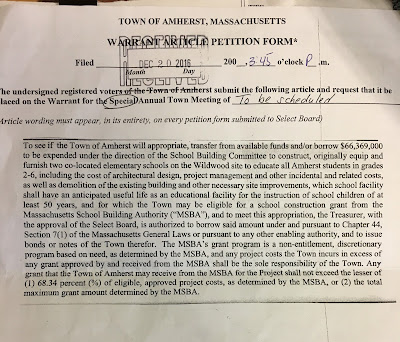 TOWN OF AMHERST, MASSACHUSETTS
WARRANT ARTICLE PETITION FORM*
RECEIVED
Filed DEC 20 2016 200 , 3:45 o'clock P .m.
Month Day
RECEIVED
The undersigned registered voters of the Town of Amherst submit the following article and request that it be
placed on the Warrant for the Special/Annual Town Meeting of To be scheduled
(Article wording must appear, in its entirety, on every petition form submitted to Select Board)
To see if the Town of Amherst will appropriate, transfer from available funds and/or borrow $66,369,000
to be expended under the direction of the School Building Committee to construct, originally equip and
furnish two co-located elementary schools on the Wildwood site to educate all Amherst students in grades
2-6, including the cost of architectural design, project management and other incidental and related costs,
as well as demolition of the existing building and other necessary site improvements, which school facility
shall have an anticipated useful life as an educational facility for the instruction of school children of at
least 50 years, and for which the Town may be eligible for a school construction grant from the
Massachusetts School Building Authority ("MSBA"), and to meet this appropriation, the Treasurer, with
the approval of the Select Board, is authorized to borrow said amount under and pursuant to Chapter 44,
Section 7(1) of the Massachusetts General Laws or pursuant to any other enabling authority, and to issue
bonds or notes of the Town therefor. The MSBA's grant program is a non-entitlement, discretionary
program based on need, as determined by the MSBA, and any project costs the Town incurs in excess of
any grant approved by and received from the MSBA shall be the sole responsibility of the Town. Any
grant that the Town of Amherst may receive from the MSBA for the Project shall not exceed the lesser of
(1) 68.34 percent (%) of eligible, approved project costs, as determined by the MSBA, or (2) the total
maximum grant amount determined by the MSBA.